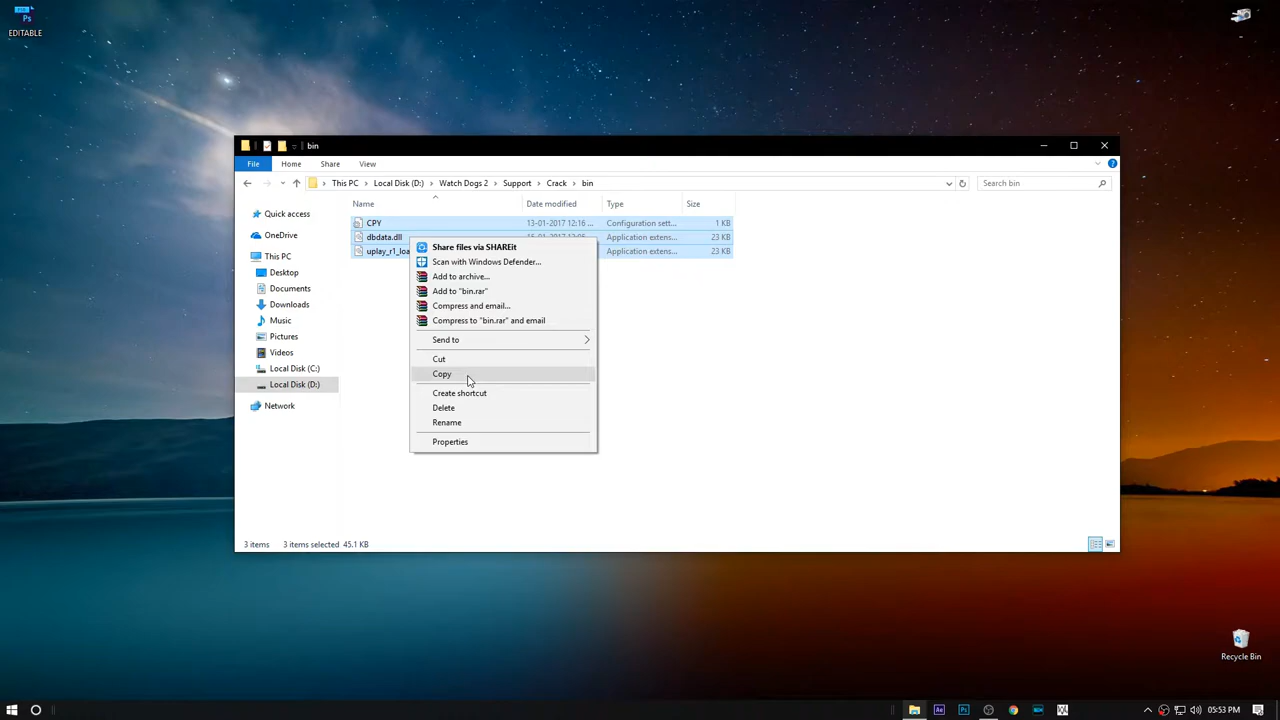 Ps
EDITABLE
bin
File
Home
Share
View
This PC
Local Disk (D:)
Watch Dogs 2
Support
Crack
bin
Search bin
Name
Date modified
Type
Size
Quick access
OneDrive
This PC
Desktop
Documents
Downloads
Music
Pictures
Videos
Local Disk (C:)
Local Disk (D:)
Network
CPY
13-01-2017 12:16 ...
Configuration sett...
1 KB
dbdata.dll
Application extens...
23 KB
uplay_r1_loa
Application extens...
23 KB
Share files via SHAREit
Scan with Windows Defender...
Add to archive...
Add to "bin.rar"
Compress and email...
Compress to "bin.rar" and email
Send to
Cut
Copy
Create shortcut
Delete
Rename
Properties
3 items
3 items selected
45.1 KB
Recycle Bin
Ae
Ps
05:53 PM